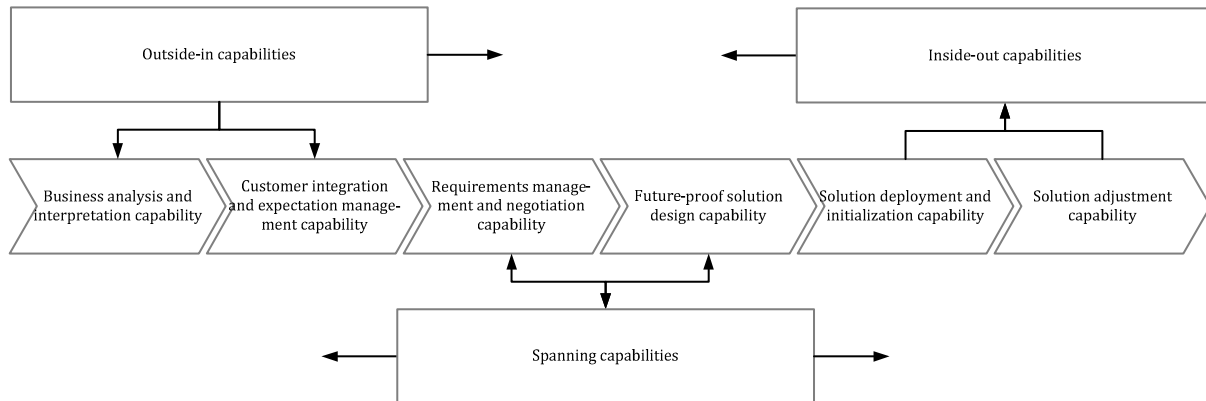 Outside-in capabilities
Inside-out capabilities
Business analysis and
interpretation capability
Customer integration
and expectation manage-
ment capability
Requirements manage-
ment and negotiation
capability
Future-proof solution
design capability
Solution deployment and
initialization capability
Solution adjustment
capability
Spanning capabilities